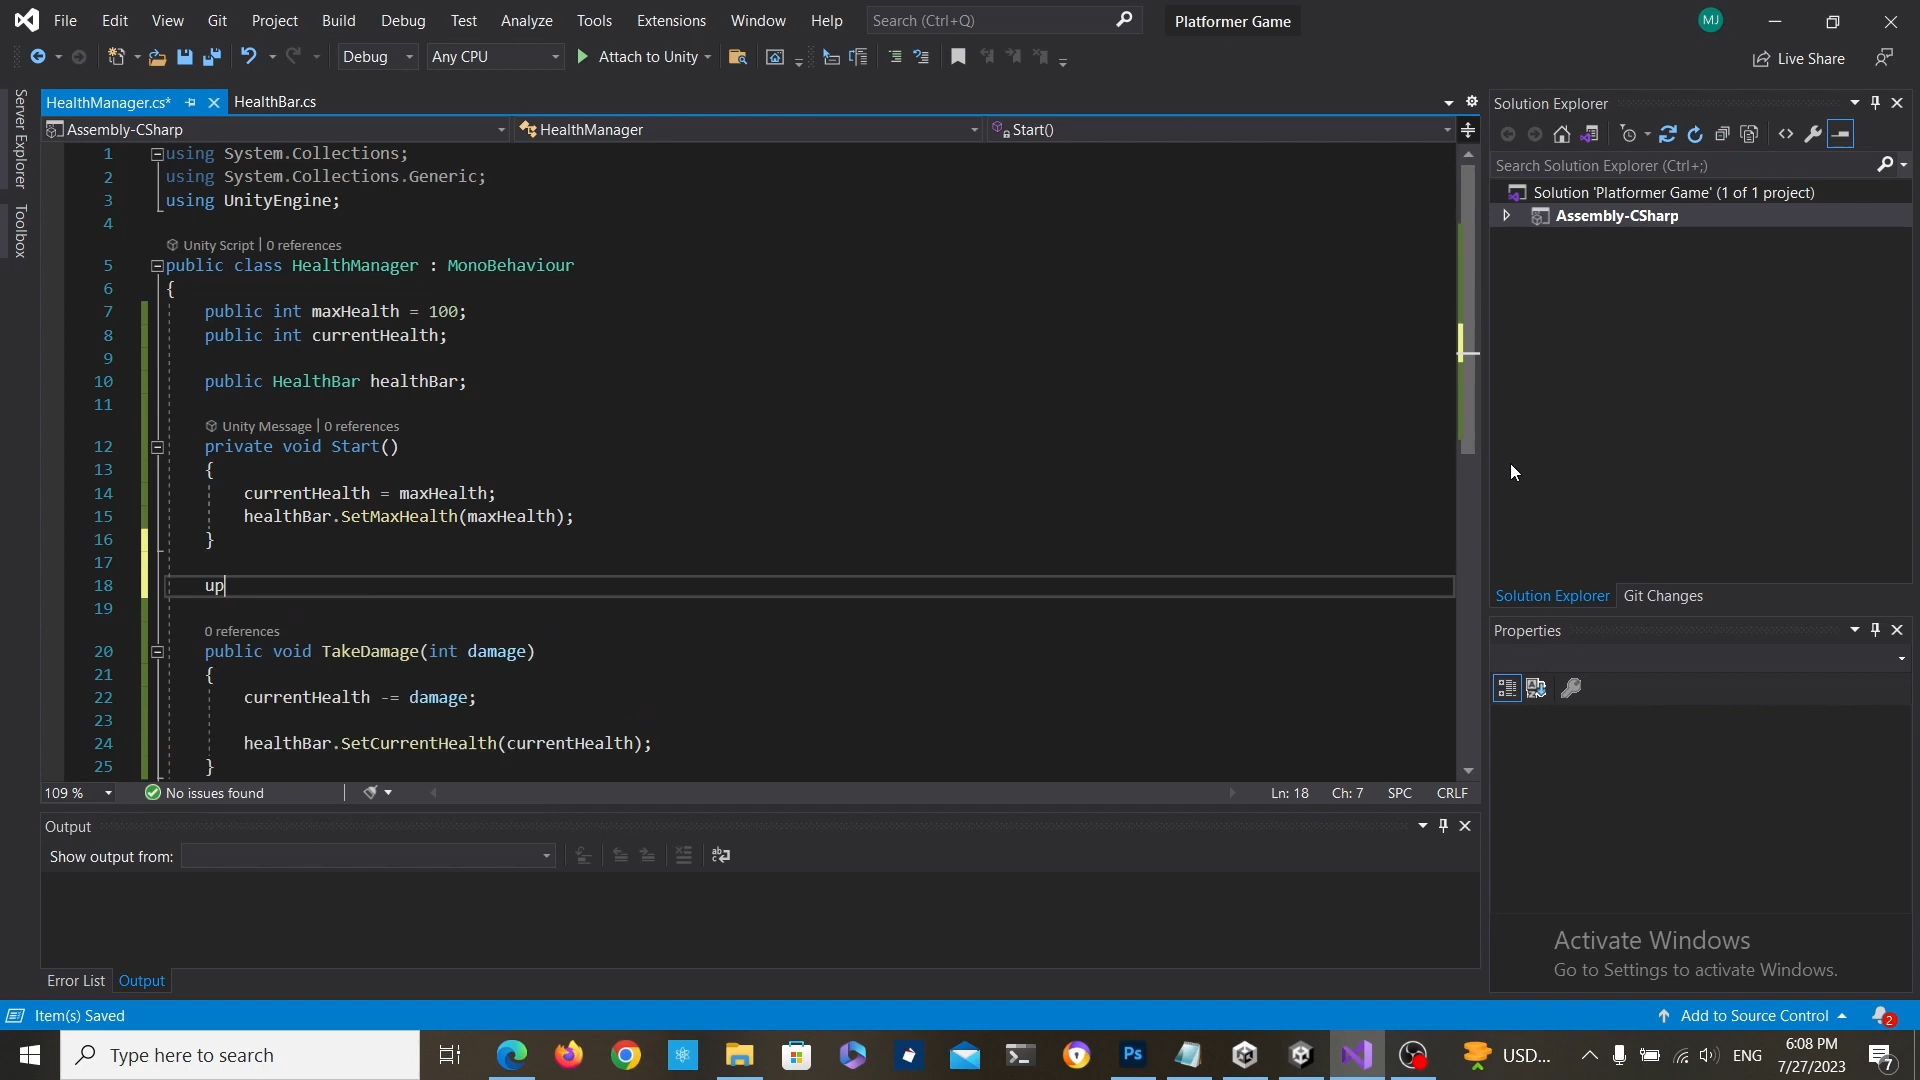 File Edit View Git Project Build Debug Test Analyze Tools Extensions Window Help Search (Ctrl+Q) Platformer Game MJ
Debug Any CPU Attach to Unity Live Share
Server Explorer
Toolbox
HealthManager.cs* HealthBar.cs
Assembly-CSharp HealthManager Start()
1 using System.Collections;
2 using System.Collections.Generic;
3 using UnityEngine;
4
Unity Script | 0 references
5 public class HealthManager : MonoBehaviour
6 {
7 public int maxHealth = 100;
8 public int currentHealth;
9
10 public HealthBar healthBar;
11
Unity Message | 0 references
12 private void Start()
13 {
14 currentHealth = maxHealth;
15 healthBar.SetMaxHealth(maxHealth);
16 }
17
18 up
19
0 references
20 public void TakeDamage(int damage)
21 {
22 currentHealth -= damage;
23
24 healthBar.SetCurrentHealth(currentHealth);
25 }
109 % No issues found Ln: 18 Ch: 7 SPC CRLF
Output
Show output from:
Error List Output
Solution Explorer
Search Solution Explorer (Ctrl+;)
Solution 'Platformer Game' (1 of 1 project)
Assembly-CSharp
Solution Explorer Git Changes
Properties
Activate Windows
Go to Settings to activate Windows.
Item(s) Saved Add to Source Control 2
Type here to search Ps USD... ENG 6:08 PM
7/27/2023 7